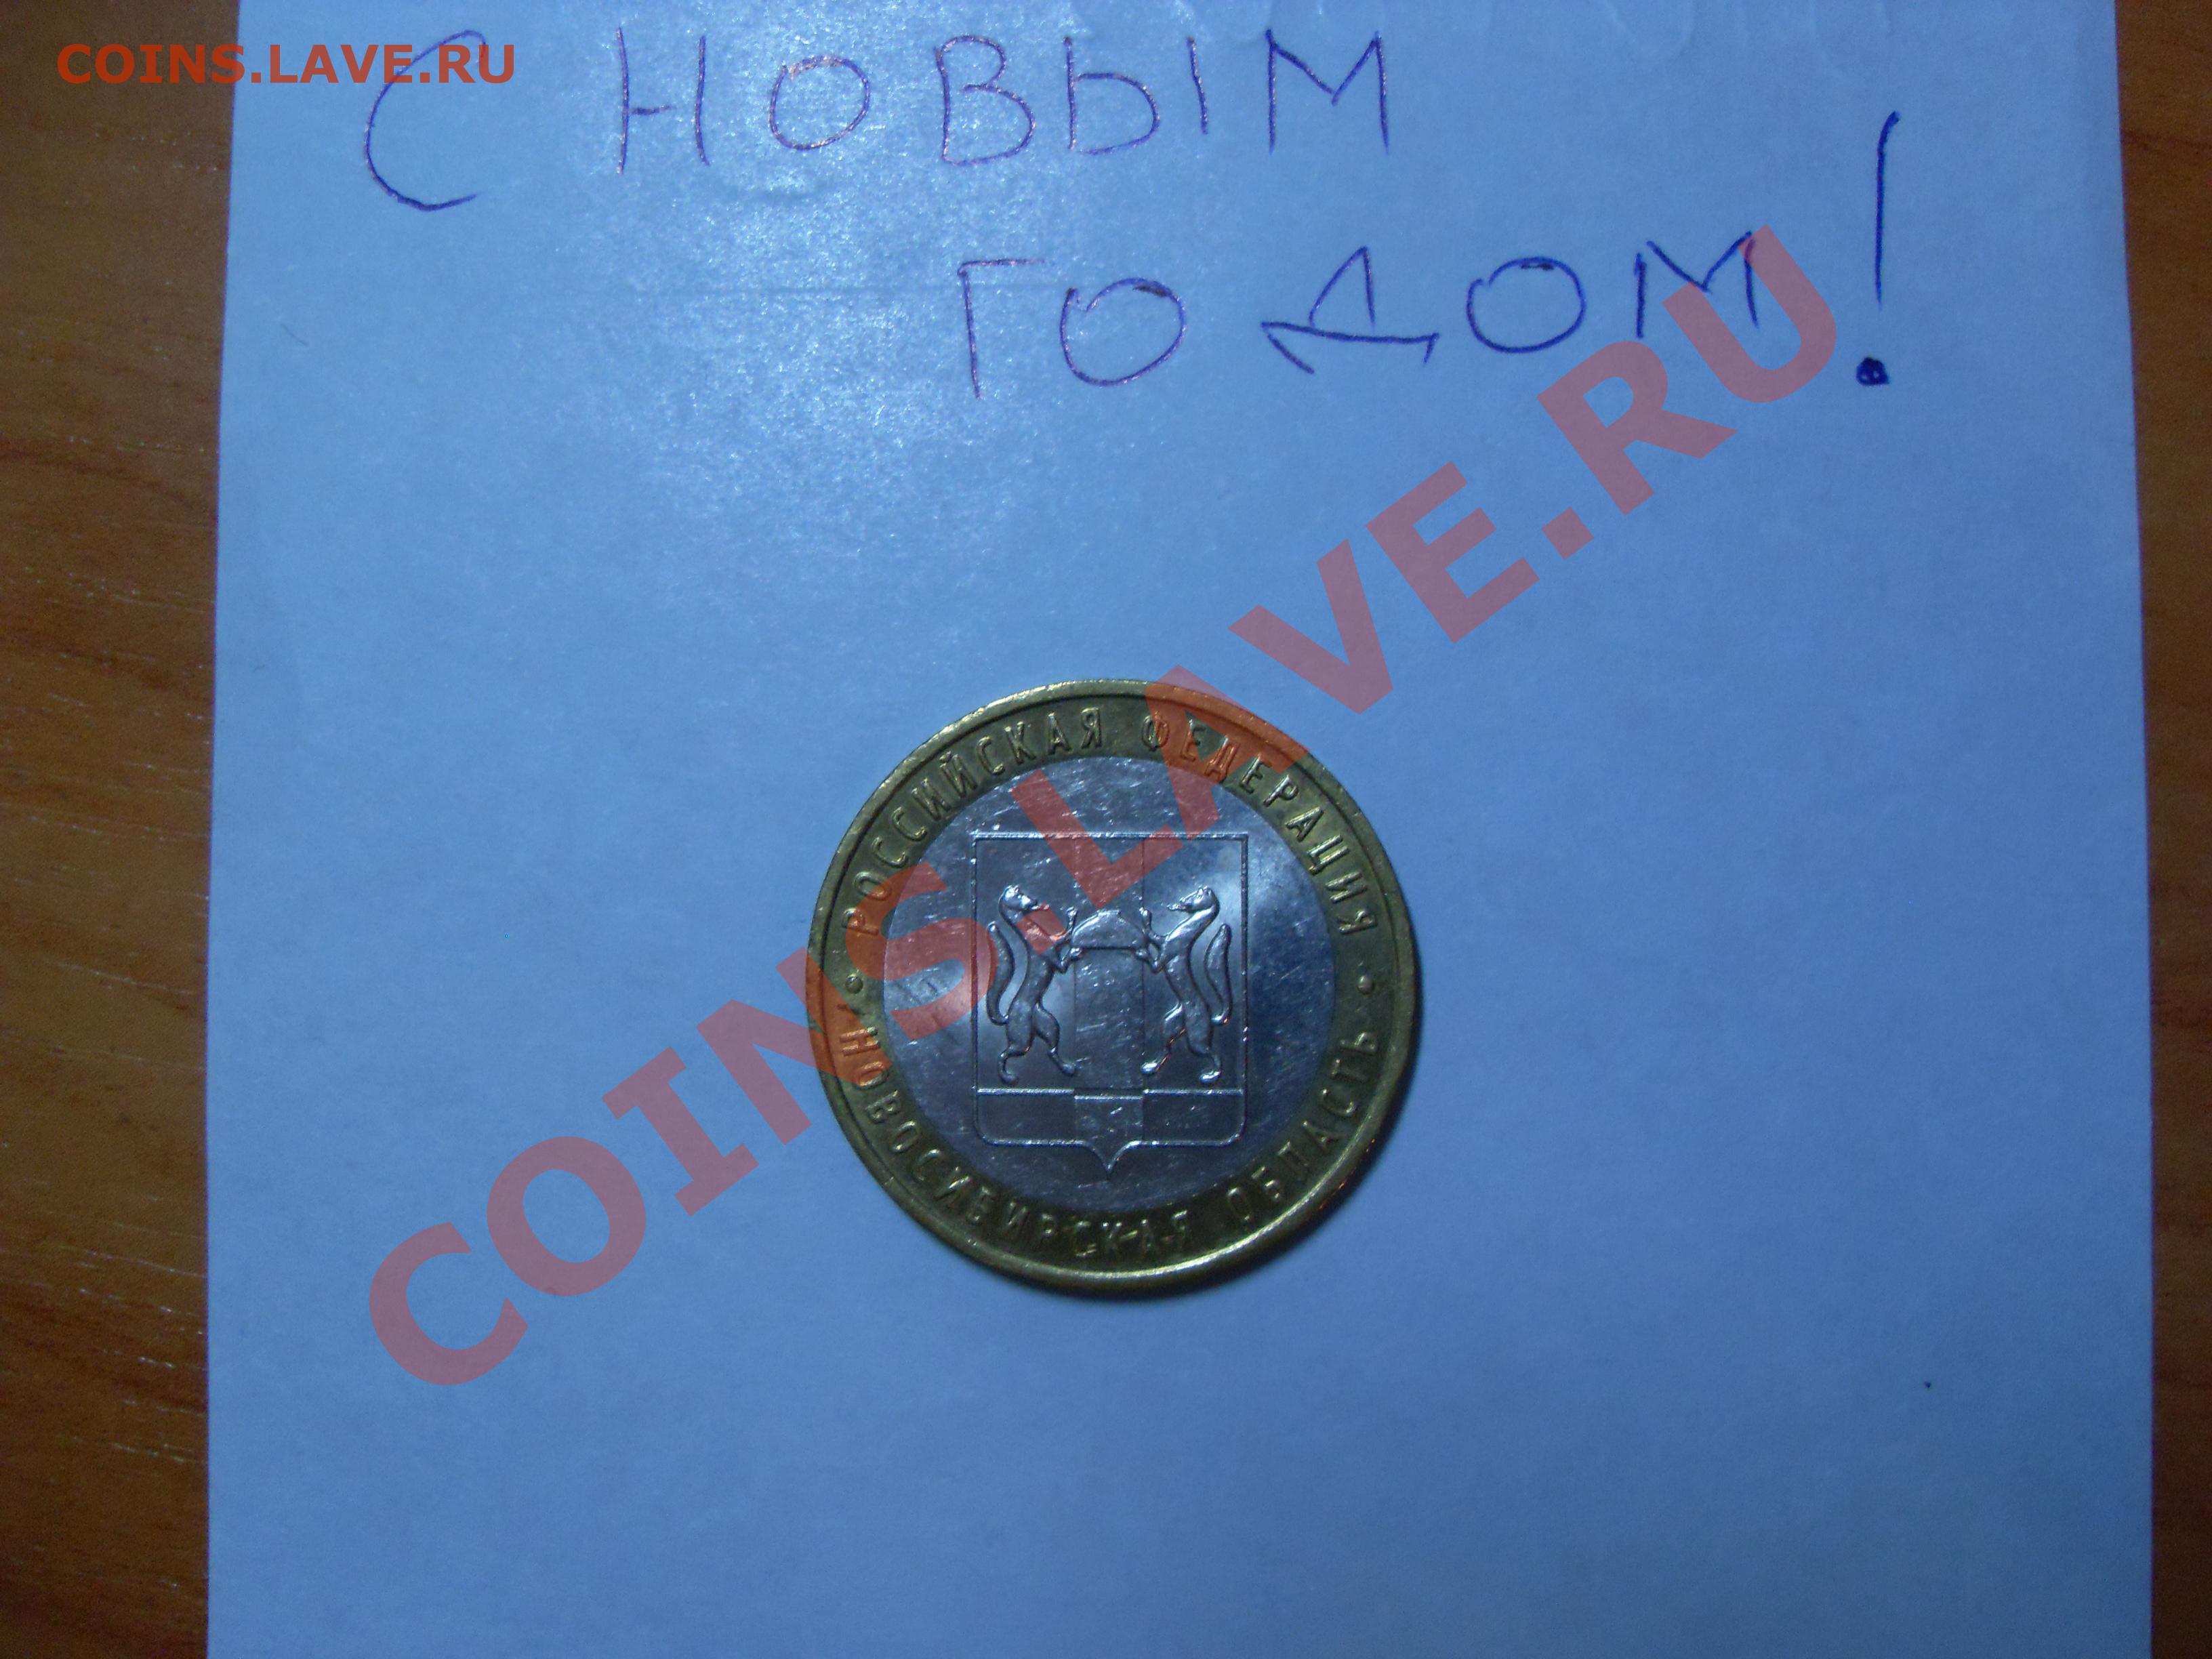 COINS.LAVE.RU
С НОВЫМ
ГОДОМ!
COINS.LAVE.RU
• РОССИЙСКАЯ ФЕДЕРАЦИЯ •
НОВОСИБИРСКАЯ ОБЛАСТЬ